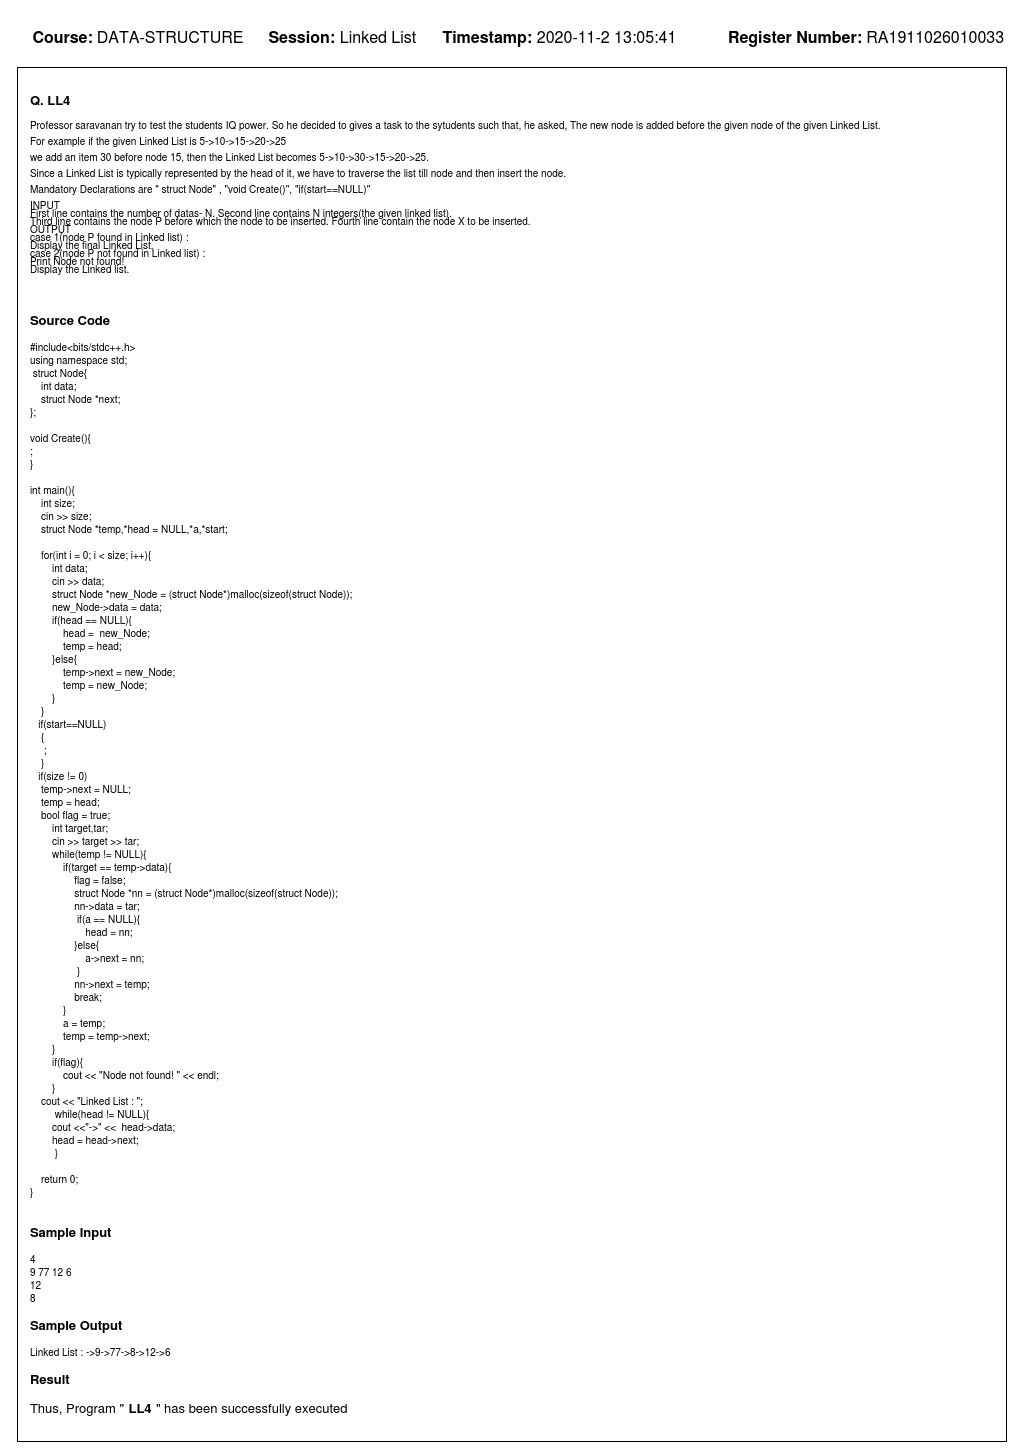 Course: DATA-STRUCTURE Session: Linked List Timestamp: 2020-11-2 13:05:41 Register Number: RA1911026010033
Q. LL4
Professor saravanan try to test the students IQ power. So he decided to gives a task to the sytudents such that, he asked, The new node is added before the given node of the given Linked List.
For example if the given Linked List is 5->10->15->20->25
we add an item 30 before node 15, then the Linked List becomes 5->10->30->15->20->25.
Since a Linked List is typically represented by the head of it, we have to traverse the list till node and then insert the node.
Mandatory Declarations are " struct Node" , "void Create()", "if(start==NULL)"
INPUT
First line contains the number of datas- N. Second line contains N integers(the given linked list).
Third line contains the node P before which the node to be inserted. Fourth line contain the node X to be inserted.
OUTPUT
case 1(node P found in Linked list) :
Display the final Linked List.
case 2(node P not found in Linked list) :
Print Node not found!
Display the Linked list.
Source Code
#include<bits/stdc++.h>
using namespace std;
 struct Node{
    int data;
    struct Node *next;
};
void Create(){
;
}
int main(){
    int size;
    cin >> size;
    struct Node *temp,*head = NULL,*a,*start;
    for(int i = 0; i < size; i++){
        int data;
        cin >> data;
        struct Node *new_Node = (struct Node*)malloc(sizeof(struct Node));
        new_Node->data = data;
        if(head == NULL){
            head =  new_Node;
            temp = head;
        }else{
            temp->next = new_Node;
            temp = new_Node;
        }
    }
   if(start==NULL)
    {
     ;
    }
   if(size != 0)
    temp->next = NULL;
    temp = head;
    bool flag = true;
        int target,tar;
        cin >> target >> tar;
        while(temp != NULL){
            if(target == temp->data){
                flag = false;
                struct Node *nn = (struct Node*)malloc(sizeof(struct Node));
                nn->data = tar;
                 if(a == NULL){
                    head = nn;
                }else{
                    a->next = nn;
                 }
                nn->next = temp;
                break;
            }
            a = temp;
            temp = temp->next;
        }
        if(flag){
            cout << "Node not found! " << endl;
        }
    cout << "Linked List : ";
         while(head != NULL){
        cout <<"->" <<  head->data;
        head = head->next;
         }
    return 0;
}
Sample Input
4
9 77 12 6
12
8
Sample Output
Linked List : ->9->77->8->12->6
Result
Thus, Program " LL4 " has been successfully executed